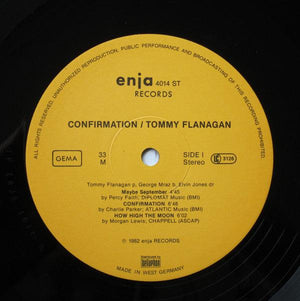 ALL RIGHTS RESERVED. UNAUTHORIZED REPRODUCTION, PUBLIC PERFORMANCE AND BROADCASTING OF THIS RECORD PROHIBITED
enja 4014 ST
RECORDS
CONFIRMATION / TOMMY FLANAGAN
GEMA
33
M
SIDE I
Stereo
3126
Tommy Flanagan p, George Mraz b, Elvin Jones dr
Maybe September 4'45
by Percy Faith; DIPLOMAT Music (BMI)
CONFIRMATION 6'46
by Charlie Parker; ATLANTIC MUSIC (BMI)
HOW HIGH THE MOON 6'02
by Morgan Lewis; CHAPPELL (ASCAP)
℗ 1982 enja RECORDS
MADE IN WEST GERMANY